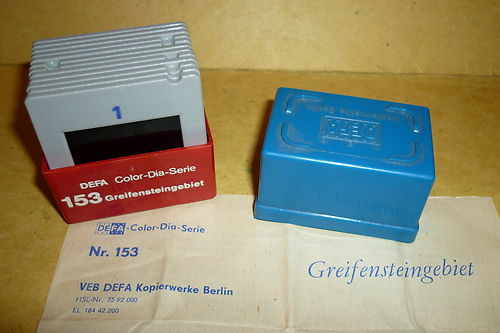 1
DEFA Color-Dia-Serie
153 Greifensteingebiet
DEFA
DEFA-Color-Dia-Serie
Nr. 153
VEB DEFA Kopierwerke Berlin
HSL-Nr. 75 92 000
EL 184 42 200
Greifensteingebiet